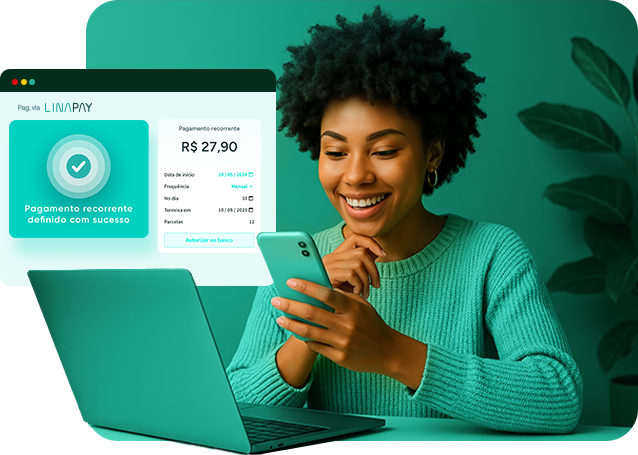 Pag.via LINAPAY
Pagamento recorrente
definido com sucesso
Pagamento recorrente
R$ 27,90
Data de início 10 / 05 / 2024
Frequência Mensal
No dia 10
Termina em 10 / 05 / 2025
Parcelas 12
Autorizar no banco